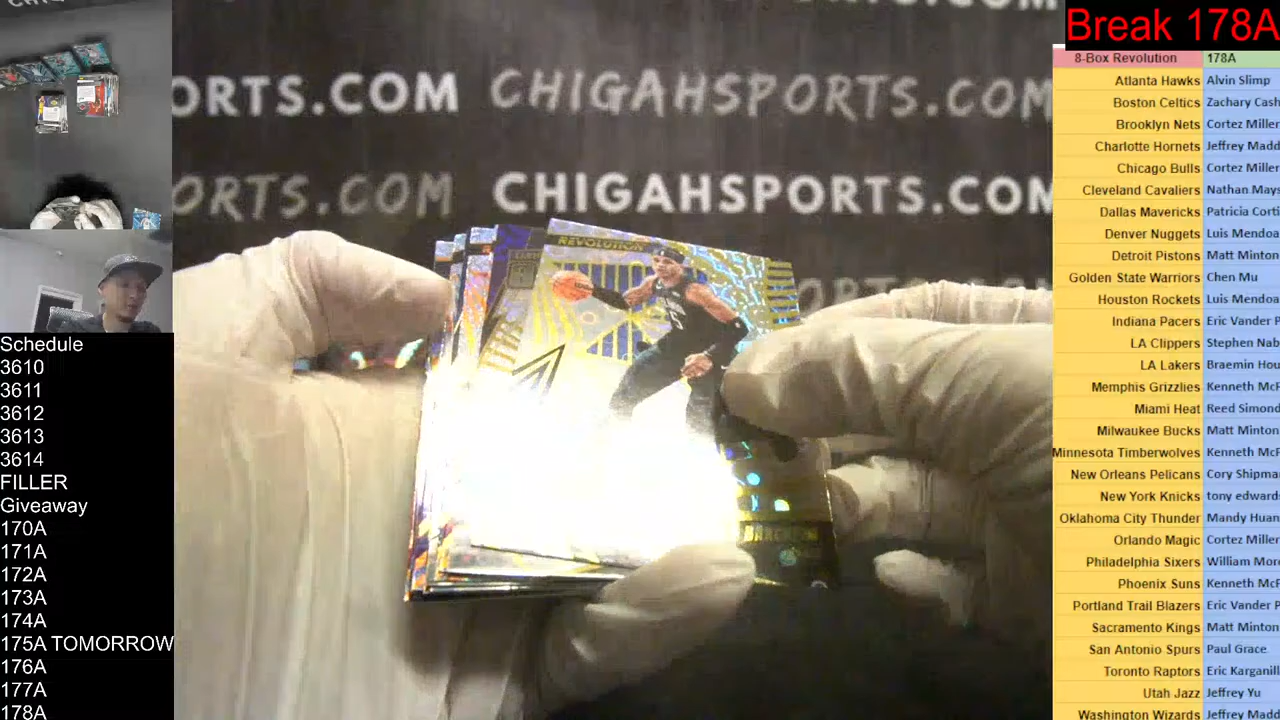 Break 178A
8-Box Revolution 178A
Atlanta Hawks Alvin Slimp
Boston Celtics Zachary Cash
Brooklyn Nets Cortez Miller
Charlotte Hornets Jeffrey Madd
Chicago Bulls Cortez Miller
Cleveland Cavaliers Nathan Mays
Dallas Mavericks Patricia Corti
Denver Nuggets Luis Mendoa
Detroit Pistons Matt Minton
Golden State Warriors Chen Mu
Houston Rockets Luis Mendoa
Indiana Pacers Eric Vander P
LA Clippers Stephen Nab
LA Lakers Braemin Hou
Memphis Grizzlies Kenneth McF
Miami Heat Reed Simond
Milwaukee Bucks Matt Minton
Minnesota Timberwolves Kenneth McF
New Orleans Pelicans Cory Shipma
New York Knicks tony edward
Oklahoma City Thunder Mandy Huan
Orlando Magic Cortez Miller
Philadelphia Sixers William Mor
Phoenix Suns Kenneth McF
Portland Trail Blazers Eric Vander P
Sacramento Kings Matt Minton
San Antonio Spurs Paul Grace
Toronto Raptors Eric Karganill
Utah Jazz Jeffrey Yu
Washington Wizards Jeffrey Madd
ORTS.COM CHIGAHSPORTS.COM
ORTS.COM CHIGAHSPORTS.COM
REVOLUTION
Schedule
3610
3611
3612
3613
3614
FILLER
Giveaway
170A
171A
172A
173A
174A
175A TOMORROW
176A
177A
178A